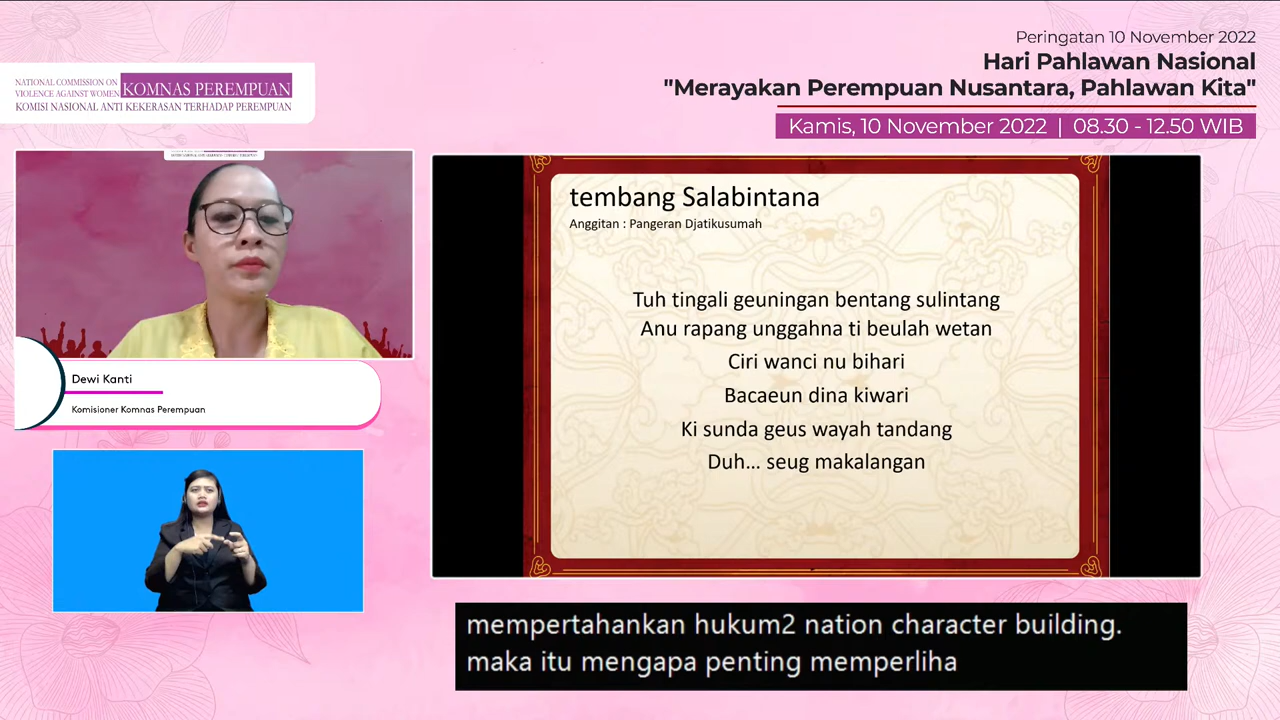 Peringatan 10 November 2022
Hari Pahlawan Nasional
"Merayakan Perempuan Nusantara, Pahlawan Kita"
Kamis, 10 November 2022 | 08.30 - 12.50 WIB
NATIONAL COMMISSION ON
VIOLENCE AGAINST WOMEN
KOMNAS PEREMPUAN
KOMISI NASIONAL ANTI KEKERASAN TERHADAP PEREMPUAN
Dewi Kanti
Komisioner Komnas Perempuan
tembang Salabintana
Anggitan : Pangeran Djatikusumah
Tuh tingali geuningan bentang sulintang
Anu rapang unggahna ti beulah wetan
Ciri wanci nu bihari
Bacaeun dina kiwari
Ki sunda geus wayah tandang
Duh... seug makalangan
mempertahankan hukum2 nation character building.
maka itu mengapa penting memperliha